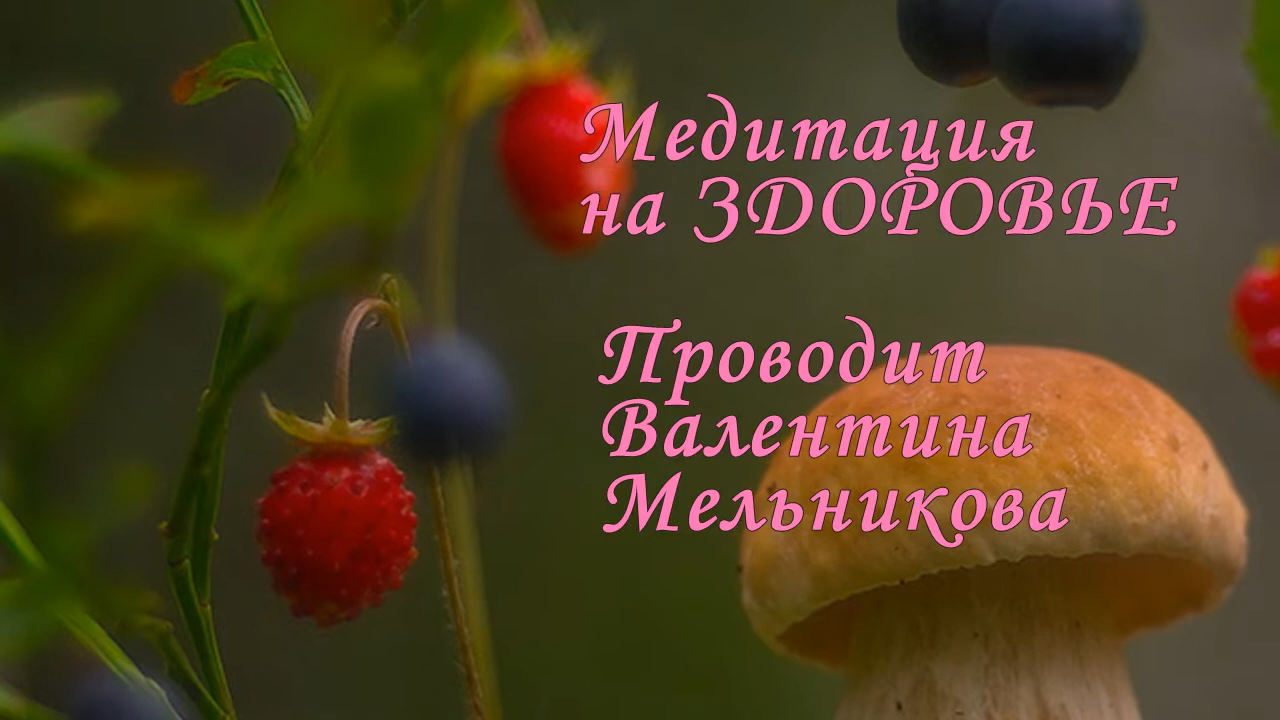 Медитация
на ЗДОРОВЬЕ
Проводит
Валентина
Мельникова